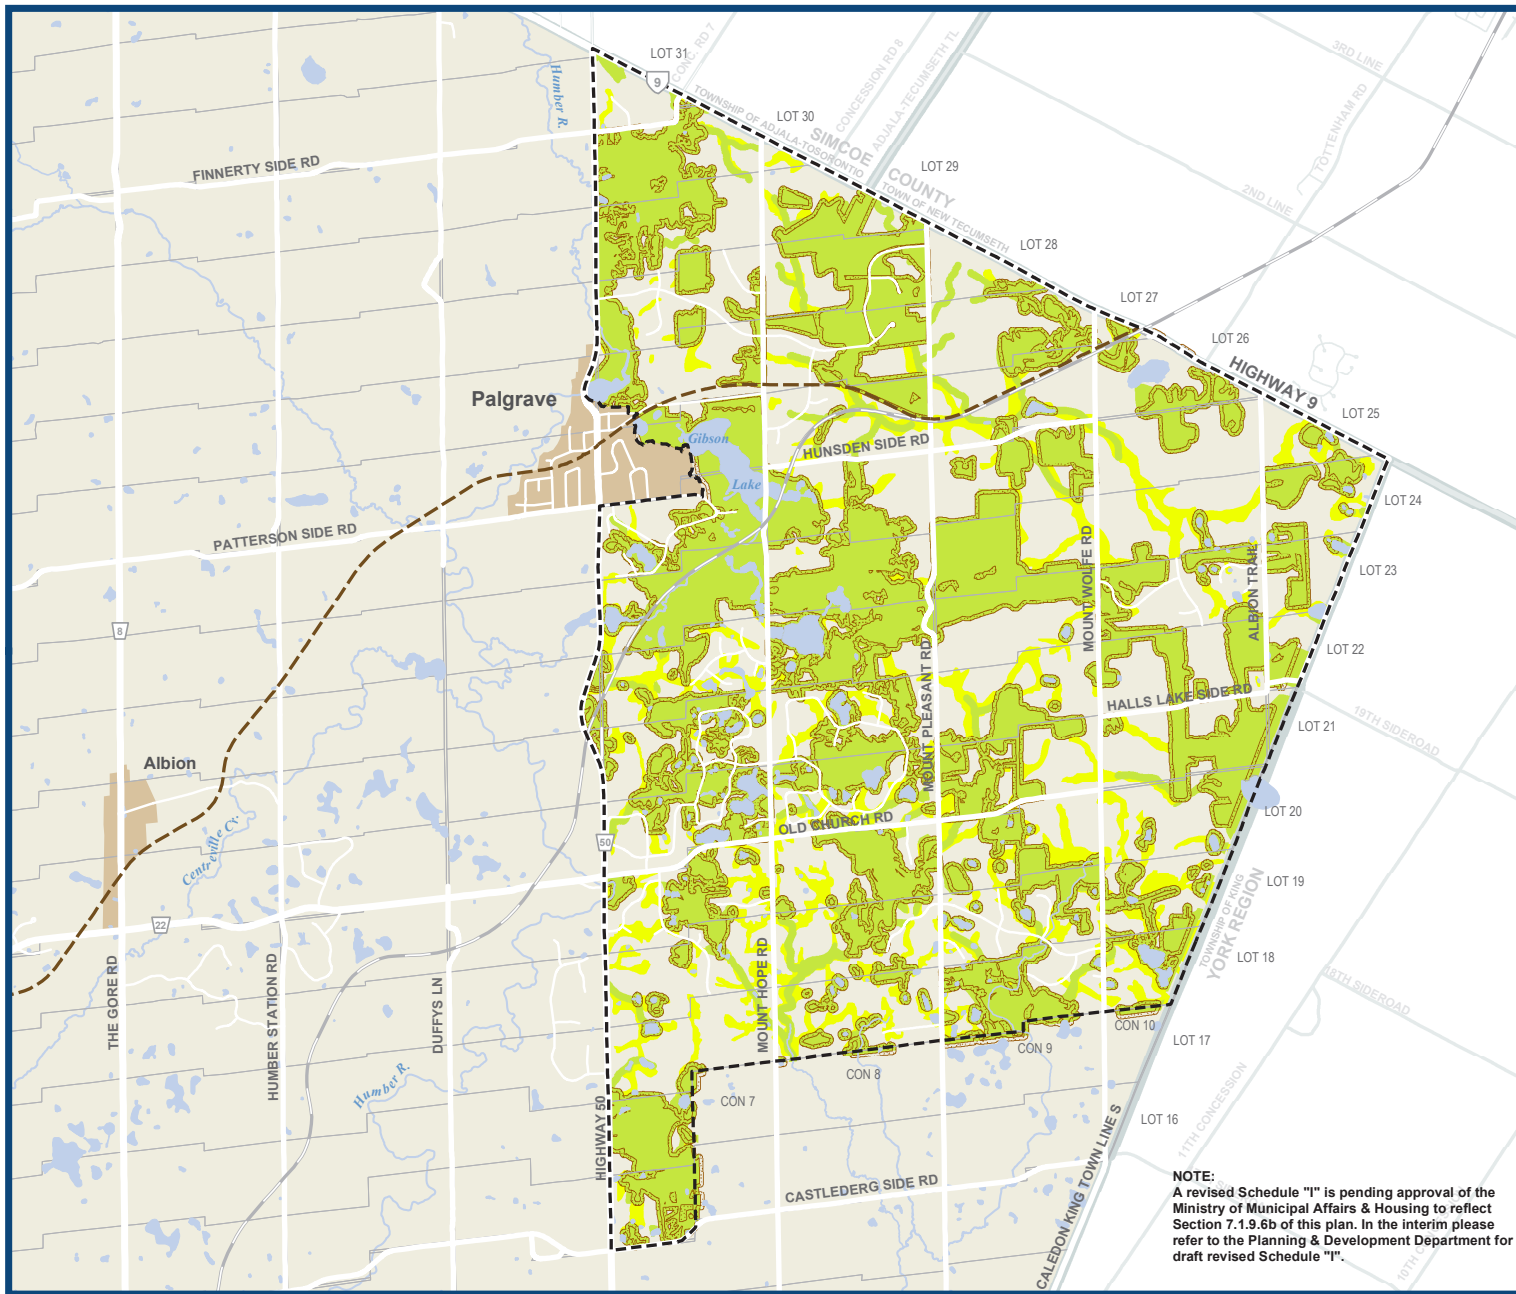 LOT 31
CONC. RD 7
9
TOWNSHIP OF ADJALA-TOSORONTIO
LOT 30
SIMCOE
COUNTY
CONCESSION RD 8
ADJALA-TECUMSETH TL
TOWN OF NEW TECUMSETH
LOT 29
3RD LINE
TOTTENHAM RD
2ND LINE
Humber R.
FINNERTY SIDE RD
LOT 28
LOT 27
LOT 26
HIGHWAY 9
LOT 25
Palgrave
Gibson
Lake
HUNSDEN SIDE RD
LOT 24
PATTERSON SIDE RD
MOUNT WOLFE RD
ALBION TRAIL
LOT 23
8
MOUNT PLEASANT RD
LOT 22
HALLS LAKE SIDE RD
LOT 21
19TH SIDEROAD
Albion
LOT 20
OLD CHURCH RD
50
Centreville Cr.
LOT 19
TOWNSHIP OF KING
YORK REGION
22
LOT 18
18TH SIDEROAD
THE GORE RD
HUMBER STATION RD
DUFFYS LN
MOUNT HOPE RD
CON 10
CON 9
CON 8
LOT 17
Humber R.
CON 7
HIGHWAY 50
LOT 16
11TH CONCESSION
CASTLEDERG SIDE RD
CALEDON KING TOWN LINE S
NOTE:
A revised Schedule "I" is pending approval of the
Ministry of Municipal Affairs & Housing to reflect
Section 7.1.9.6b of this plan. In the interim please
refer to the Planning & Development Department for
draft revised Schedule "I".